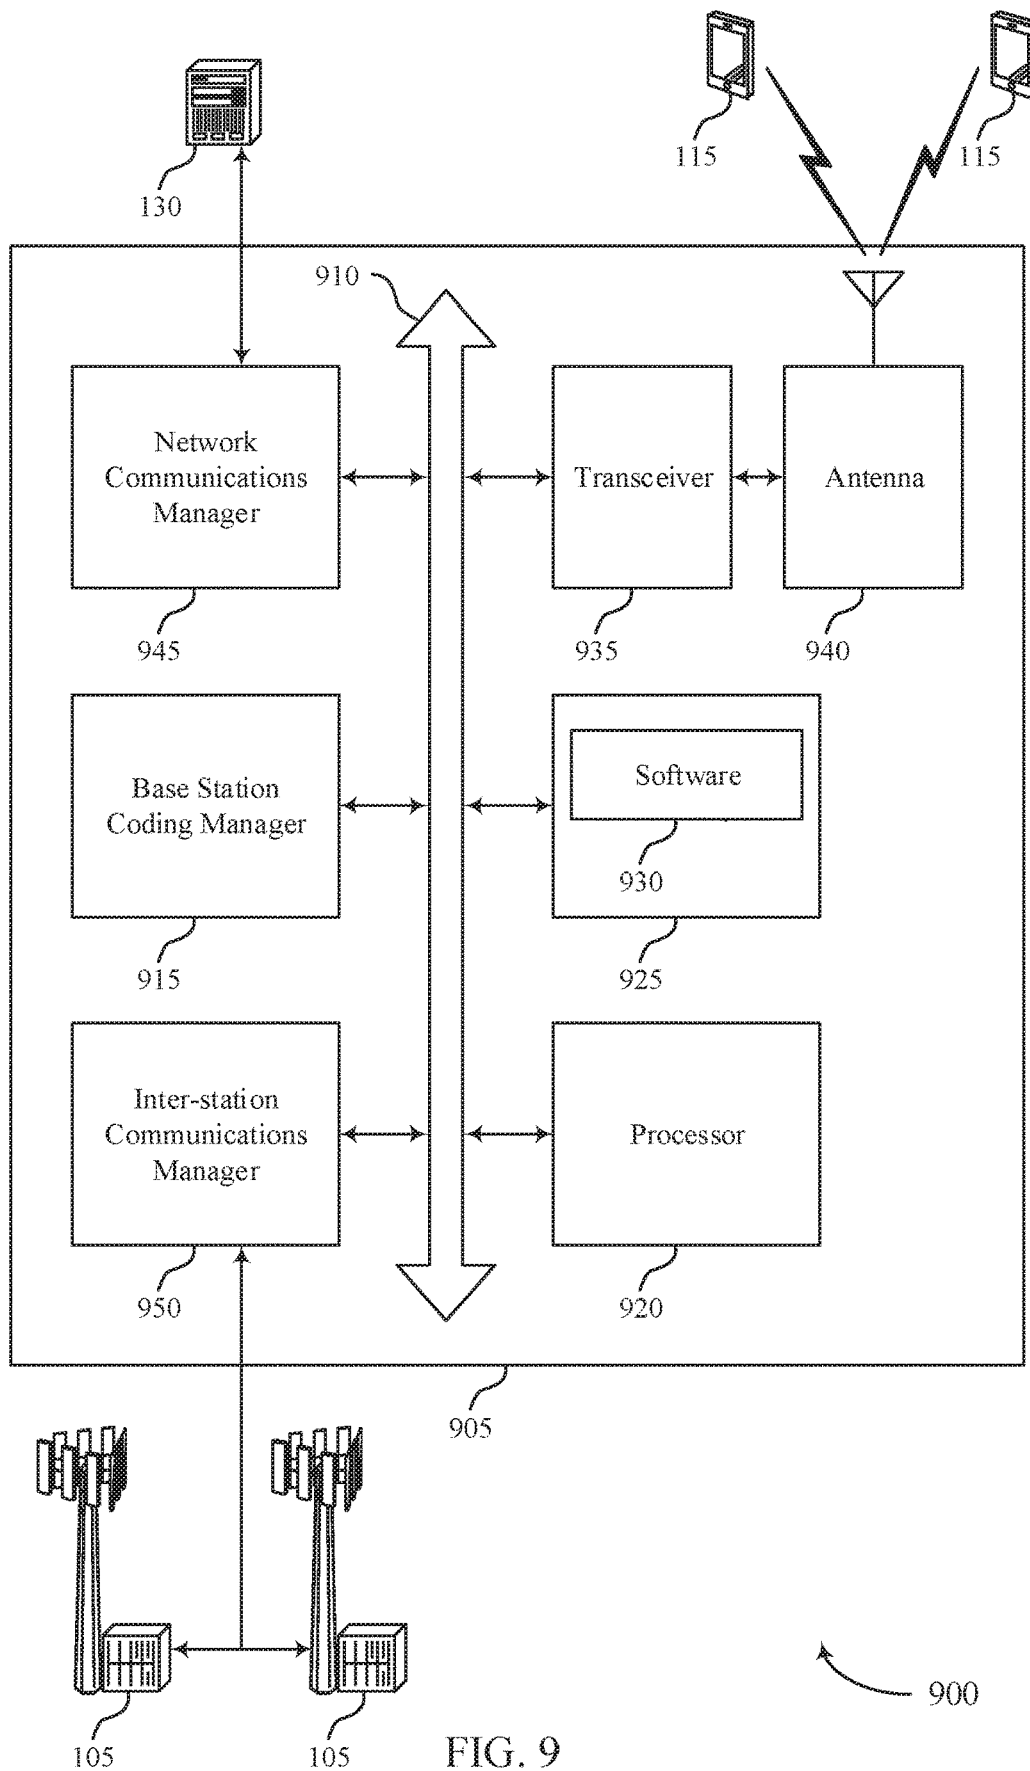 115
115
130
910
Network
Communications
Manager
Transceiver
Antenna
945
935
940
Base Station
Coding Manager
Software
930
915
925
Inter-station
Communications
Manager
Processor
950
920
905
900
105
105
FIG. 9